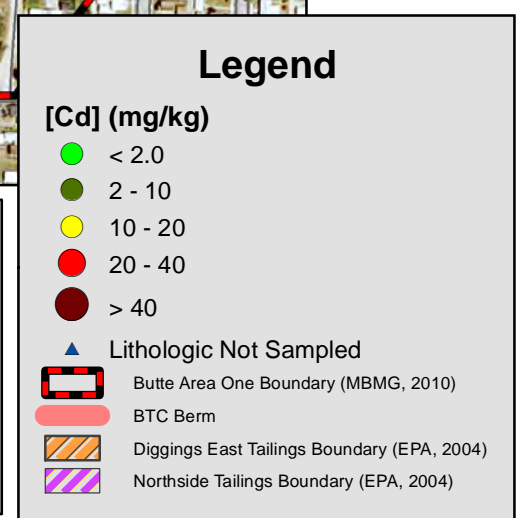 Legend
[Cd] (mg/kg)
< 2.0
2 - 10
10 - 20
20 - 40
> 40
Lithologic Not Sampled
Butte Area One Boundary (MBMG, 2010)
BTC Berm
Diggings East Tailings Boundary (EPA, 2004)
Northside Tailings Boundary (EPA, 2004)